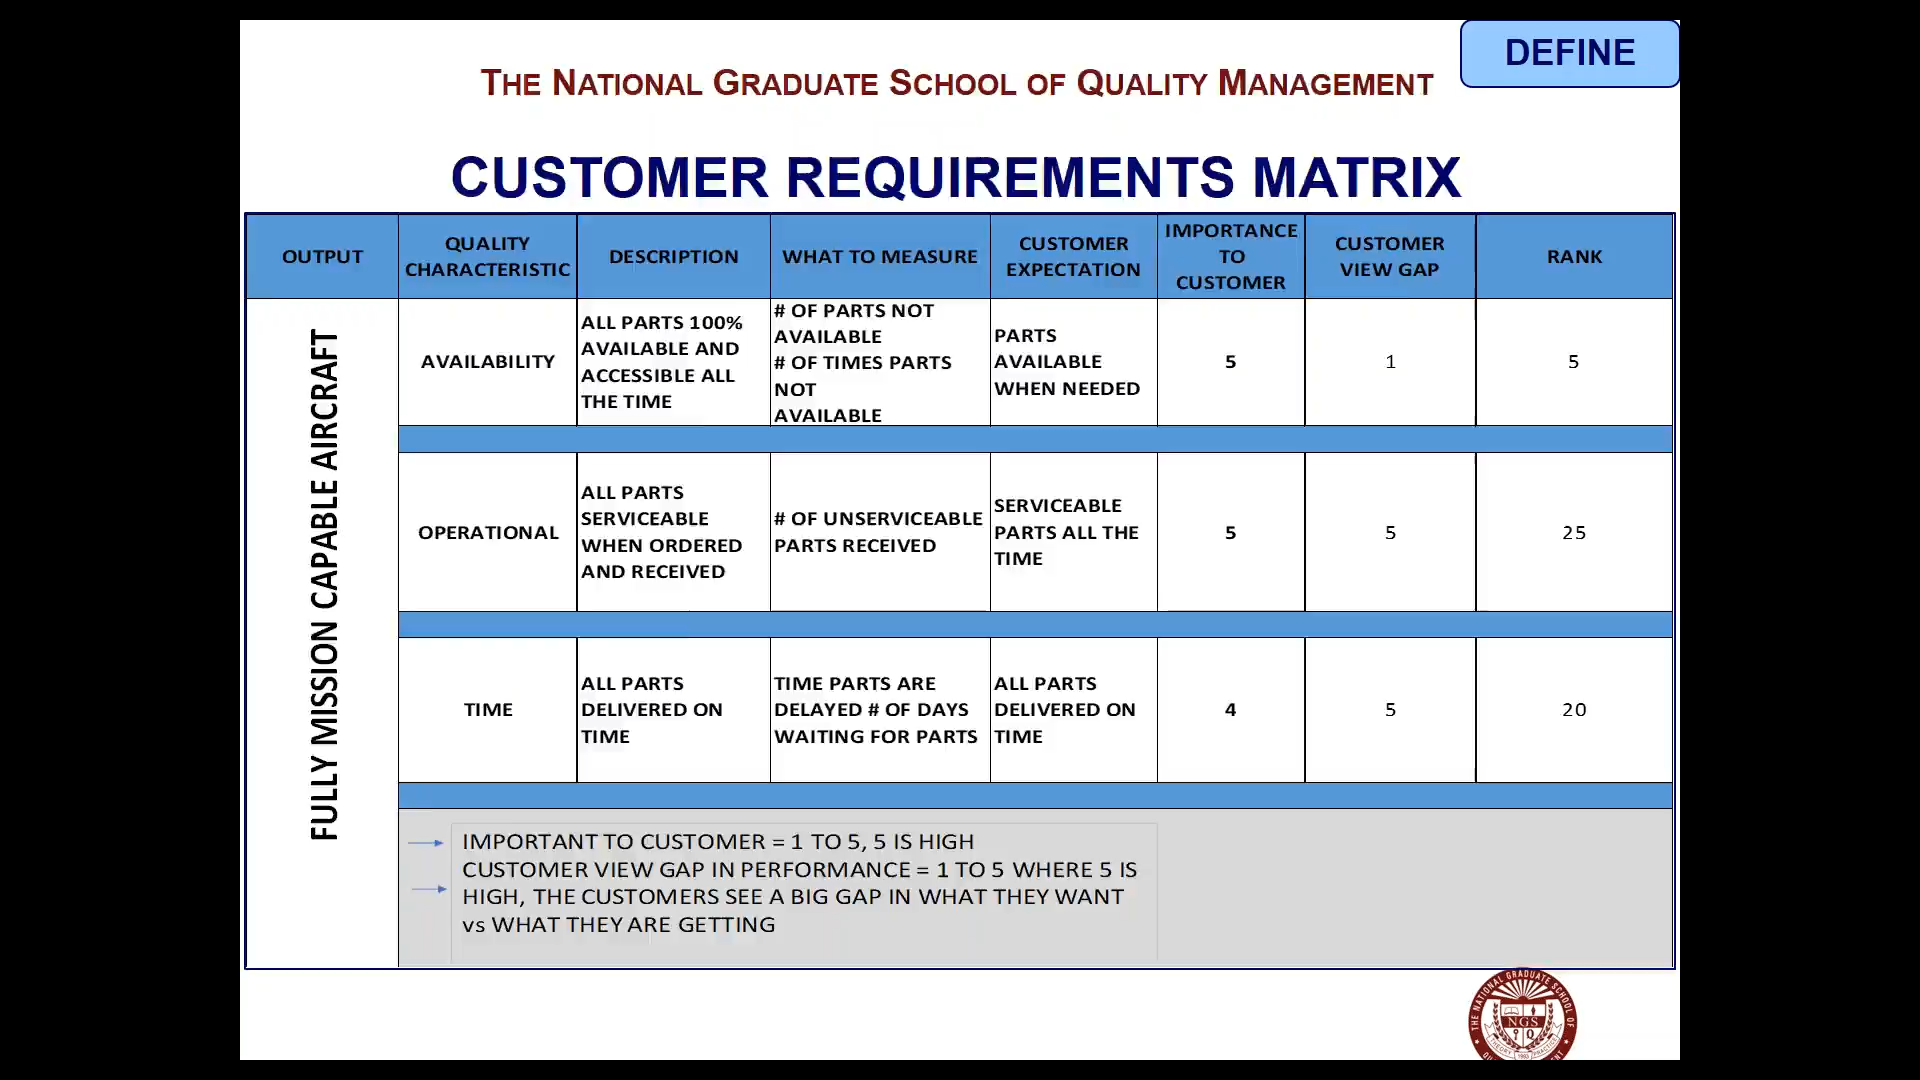 DEFINE
THE NATIONAL GRADUATE SCHOOL OF QUALITY MANAGEMENT
CUSTOMER REQUIREMENTS MATRIX
OUTPUT
QUALITY
CHARACTERISTIC
DESCRIPTION
WHAT TO MEASURE
CUSTOMER
EXPECTATION
IMPORTANCE
TO
CUSTOMER
CUSTOMER
VIEW GAP
RANK
FULLY MISSION CAPABLE AIRCRAFT
AVAILABILITY
ALL PARTS 100%
AVAILABLE AND
ACCESSIBLE ALL
THE TIME
# OF PARTS NOT
AVAILABLE
# OF TIMES PARTS
NOT
AVAILABLE
PARTS
AVAILABLE
WHEN NEEDED
5
1
5
OPERATIONAL
ALL PARTS
SERVICEABLE
WHEN ORDERED
AND RECEIVED
# OF UNSERVICEABLE
PARTS RECEIVED
SERVICEABLE
PARTS ALL THE
TIME
5
5
25
TIME
ALL PARTS
DELIVERED ON
TIME
TIME PARTS ARE
DELAYED # OF DAYS
WAITING FOR PARTS
ALL PARTS
DELIVERED ON
TIME
4
5
20
IMPORTANT TO CUSTOMER = 1 TO 5, 5 IS HIGH
CUSTOMER VIEW GAP IN PERFORMANCE = 1 TO 5 WHERE 5 IS
HIGH, THE CUSTOMERS SEE A BIG GAP IN WHAT THEY WANT
vs WHAT THEY ARE GETTING
THE NATIONAL GRADUATE SCHOOL OF
NGS
Q